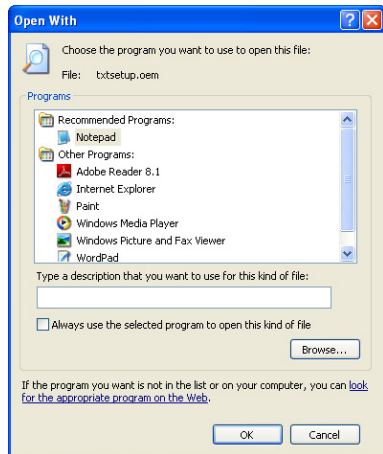 Open With
Choose the program you want to use to open this file:
File: txtsetup.oem
Programs
Recommended Programs:
Notepad
Other Programs:
Adobe Reader 8.1
Internet Explorer
Paint
Windows Media Player
Windows Picture and Fax Viewer
WordPad
Type a description that you want to use for this kind of file:
Always use the selected program to open this kind of file
Browse...
If the program you want is not in the list or on your computer, you can look
for the appropriate program on the Web.
OK Cancel